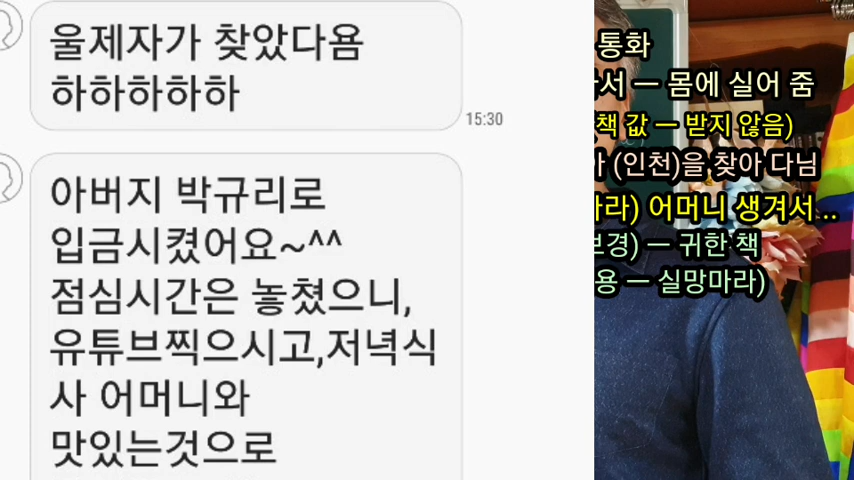 울제자가 찾았다욤
하하하하하
15:30
아버지 박규리로
입금시켰어요~^^
점심시간은 놓쳤으니,
유튜브찍으시고,저녁식
사 어머니와
맛있는것으로
통화
서 ㅡ 몸에 실어 줌
책 값 ㅡ 받지 않음)
(인천)을 찾아 다님
라) 어머니 생겨서...
경) ㅡ 귀한 책
용 ㅡ 실망마라)